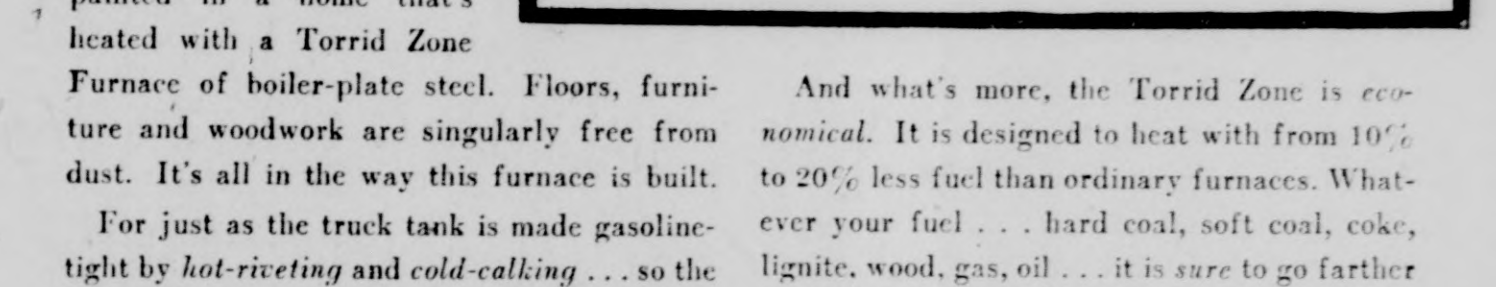 painted in a home that's
heated with a Torrid Zone
Furnace of boiler-plate steel. Floors, furni-
ture and woodwork are singularly free from
dust. It's all in the way this furnace is built.
For just as the truck tank is made gasoline-
tight by hot-riveting and cold-calking . . . so the
And what's more, the Torrid Zone is eco-
nomical. It is designed to heat with from 10%
to 20% less fuel than ordinary furnaces. What-
ever your fuel . . . hard coal, soft coal, coke,
lignite, wood, gas, oil . . . it is sure to go farther